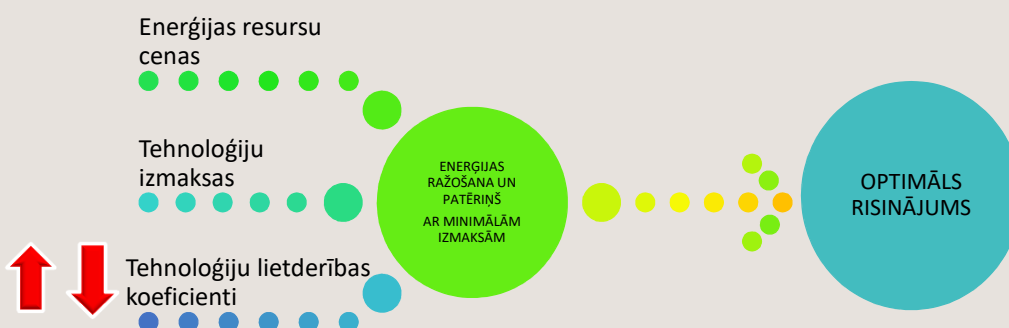 Enerģijas resursu
cenas
Tehnoloģiju
izmaksas
Tehnoloģiju lietderības
koeficienti
ENERĢIJAS
RAŽOŠANA UN
PATĒRIŅŠ
AR MINIMĀLĀM
IZMAKSĀM
OPTIMĀLS
RISINĀJUMS